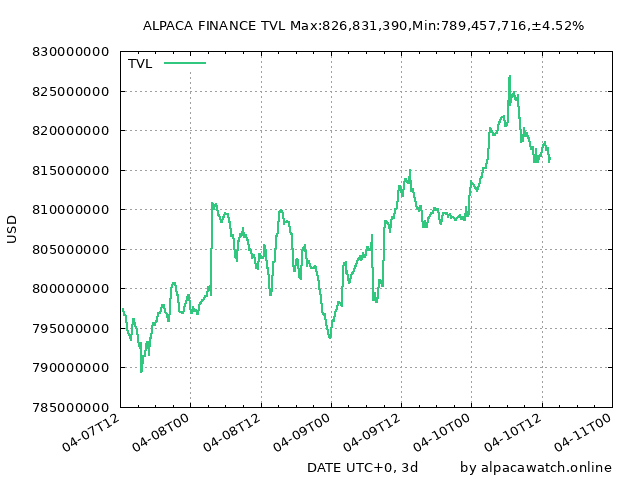 ALPACA FINANCE TVL Max:826,831,390,Min:789,457,716,±4.52%
830000000
TVL
825000000
820000000
815000000
810000000
USD
805000000
800000000
795000000
790000000
785000000
04-07T12 04-08T00 04-08T12 04-09T00 04-09T12 04-10T00 04-10T12 04-11T00
DATE UTC+0, 3d by alpacawatch.online